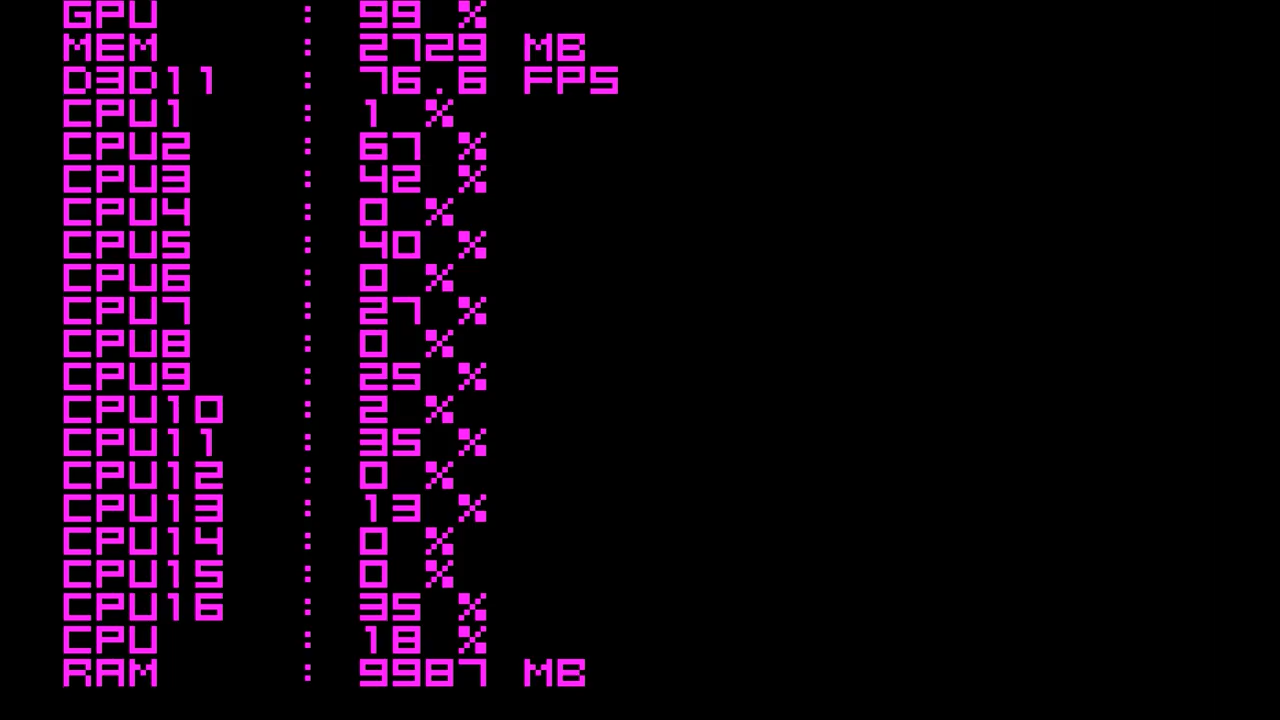 GPU : 99 %
MEM : 2729 MB
D3D11 : 76.6 FPS
CPU1 : 1 %
CPU2 : 67 %
CPU3 : 42 %
CPU4 : 0 %
CPU5 : 40 %
CPU6 : 0 %
CPU7 : 27 %
CPU8 : 0 %
CPU9 : 25 %
CPU10 : 2 %
CPU11 : 35 %
CPU12 : 0 %
CPU13 : 13 %
CPU14 : 0 %
CPU15 : 0 %
CPU16 : 35 %
CPU : 18 %
RAM : 9987 MB